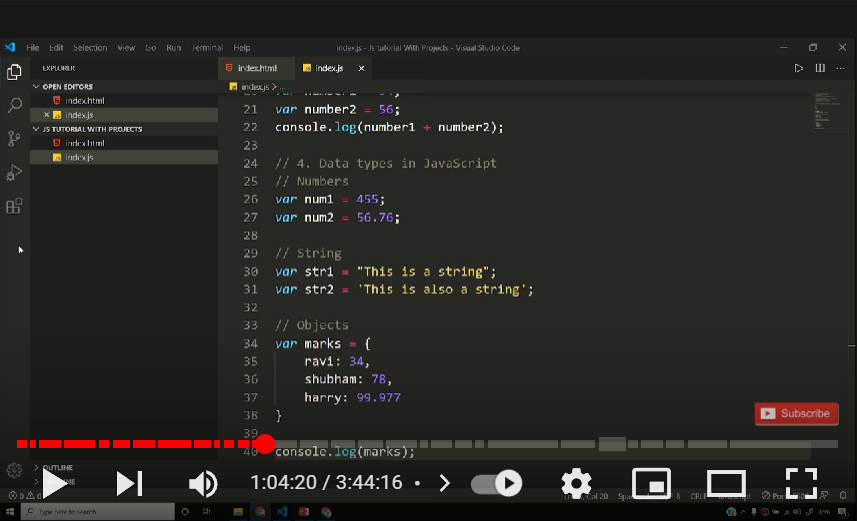 File Edit Selection View Go Run Terminal Help
index.js - Js tutorial With Projects - Visual Studio Code
EXPLORER
index.html
index.js
OPEN EDITORS
index.html
index.js
JS TUTORIAL WITH PROJECTS
index.html
index.js
index.js > ...
21 var number2 = 56;
22 console.log(number1 + number2);
23
24 // 4. Data types in JavaScript
25 // Numbers
26 var num1 = 455;
27 var num2 = 56.76;
28
29 // String
30 var str1 = "This is a string";
31 var str2 = 'This is also a string';
32
33 // Objects
34 var marks = {
35 ravi: 34,
36 shubham: 78,
37 harry: 99.977
38 }
39
40 console.log(marks);
Subscribe
OUTLINE
1:04:20 / 3:44:16
Type here to search